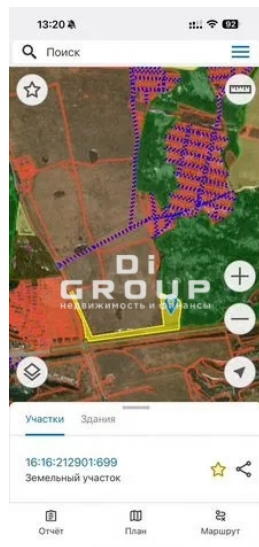 13:20
92
Поиск
Di
GROUP
недвижимость и финансы
Участки Здания
16:16:212901:699
Земельный участок
Отчёт План Маршрут